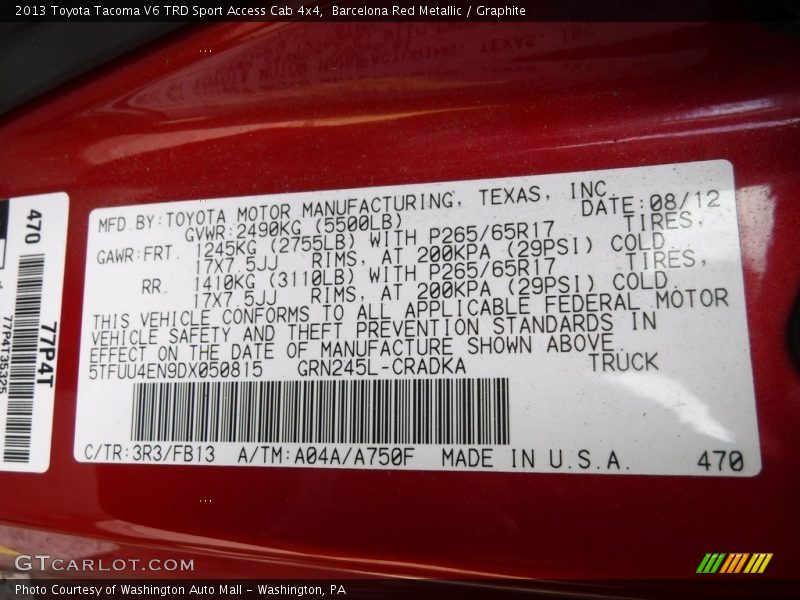 2013 Toyota Tacoma V6 TRD Sport Access Cab 4x4, Barcelona Red Metallic / Graphite
MFD. BY: TOYOTA MOTOR MANUFACTURING, TEXAS, INC.
GVWR: 2490KG (5500LB) DATE: 08/12
GAWR: FRT. 1245KG (2755LB) WITH P265/65R17 TIRES,
17X7.5JJ RIMS, AT 200KPA (29PSI) COLD.
RR. 1410KG (3110LB) WITH P265/65R17 TIRES,
17X7.5JJ RIMS, AT 200KPA (29PSI) COLD.
THIS VEHICLE CONFORMS TO ALL APPLICABLE FEDERAL MOTOR
VEHICLE SAFETY AND THEFT PREVENTION STANDARDS IN
EFFECT ON THE DATE OF MANUFACTURE SHOWN ABOVE.
5TFUU4EN9DX050815 GRN245L-CRADKA TRUCK
C/TR: 3R3/FB13 A/TM: A04A/A750F MADE IN U.S.A. 470
470
77P4T
77P4T35325
GTCARLOT.COM
Photo Courtesy of Washington Auto Mall - Washington, PA